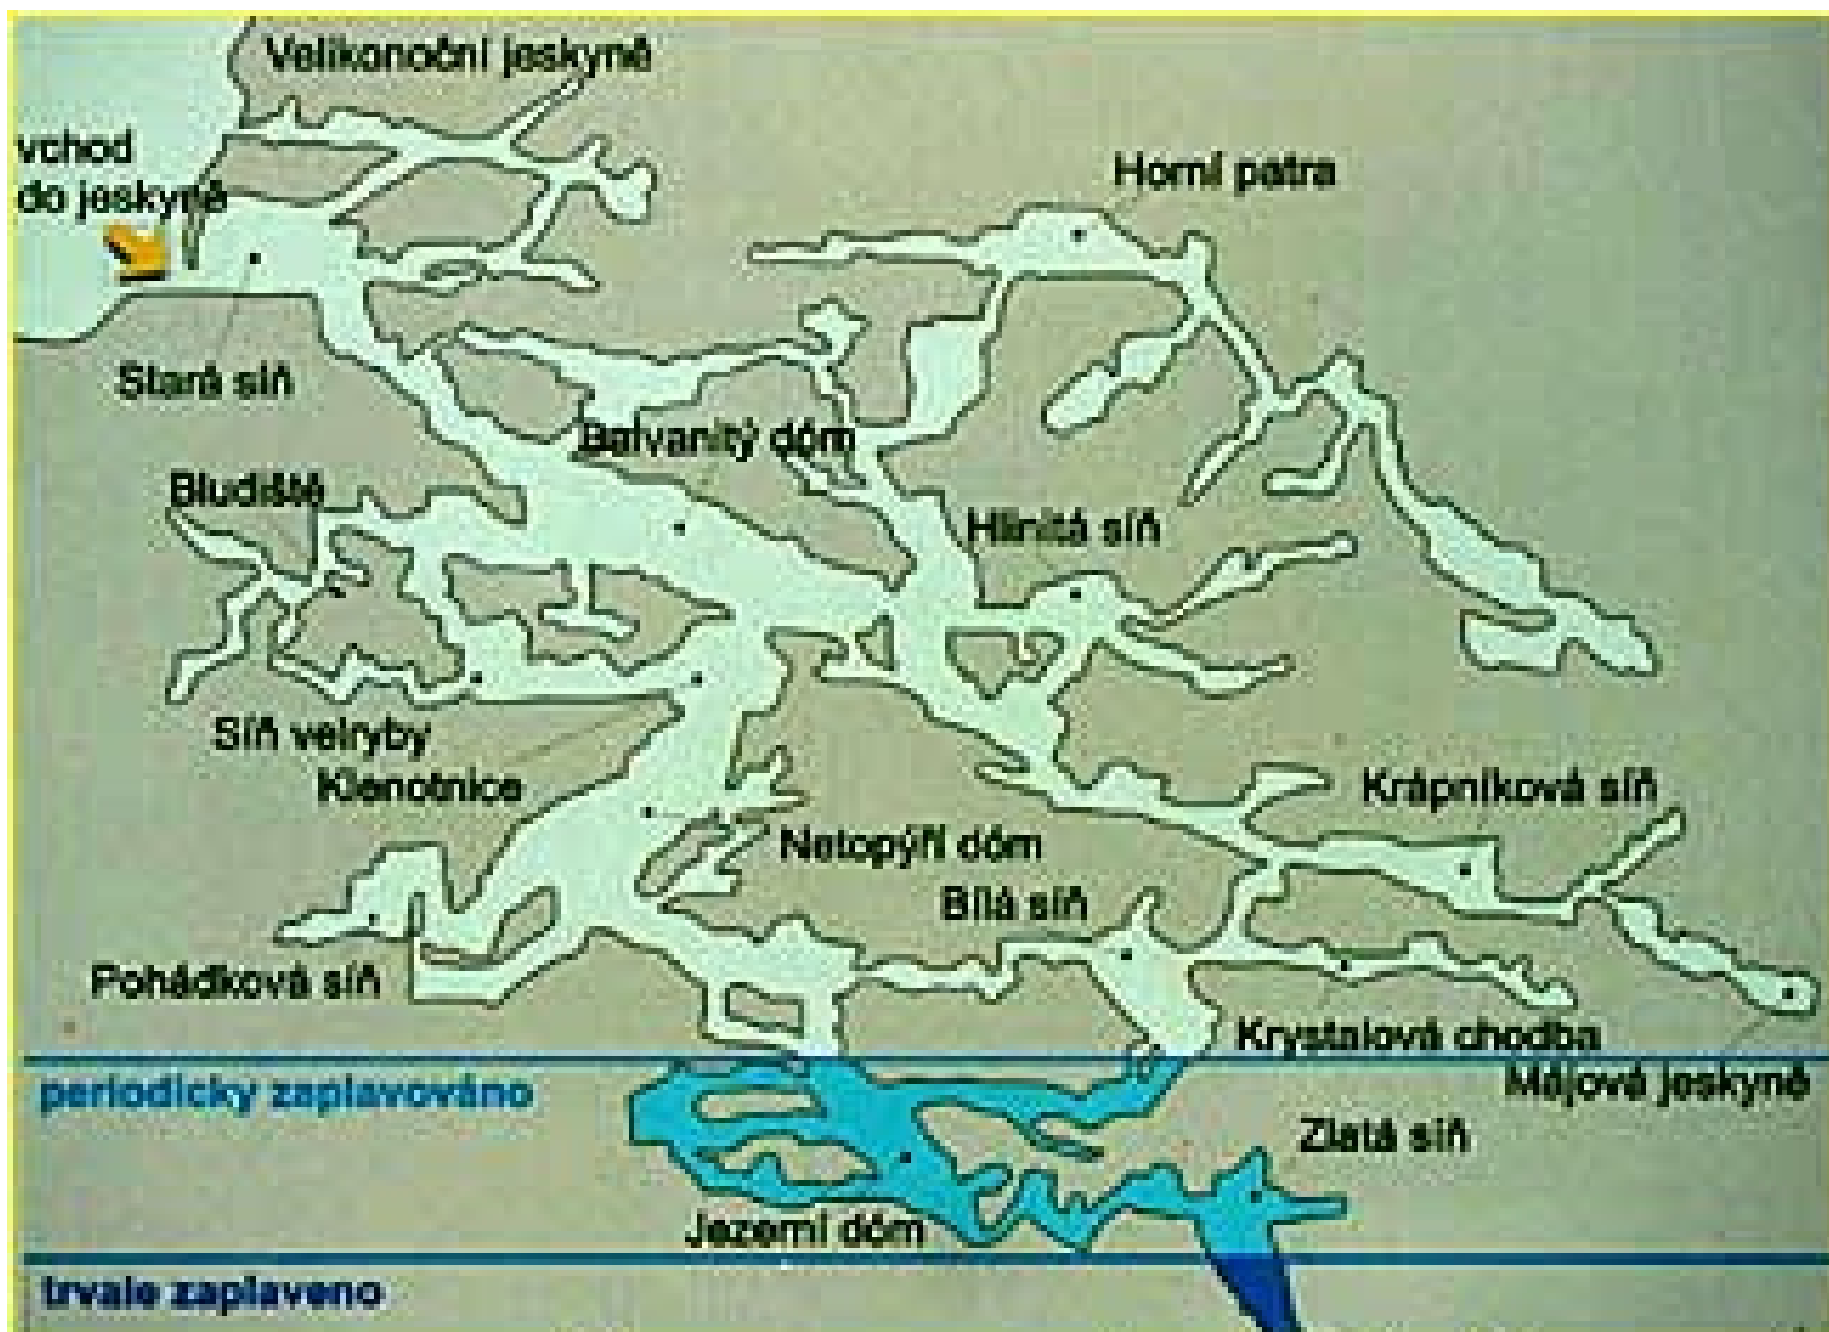 Velikonoční jeskyně
vchod
do jeskyně
Horní patra
Stará síň
Balvanitý dóm
Bludiště
Hlinitá síň
Síň velryby
Klenotnice
Krápníková síň
Netopýří dóm
Bílá síň
Pohádková síň
Krystalová chodba
Májová jeskyně
periodicky zaplavováno
Zlatá síň
Jezerní dóm
trvale zaplaveno